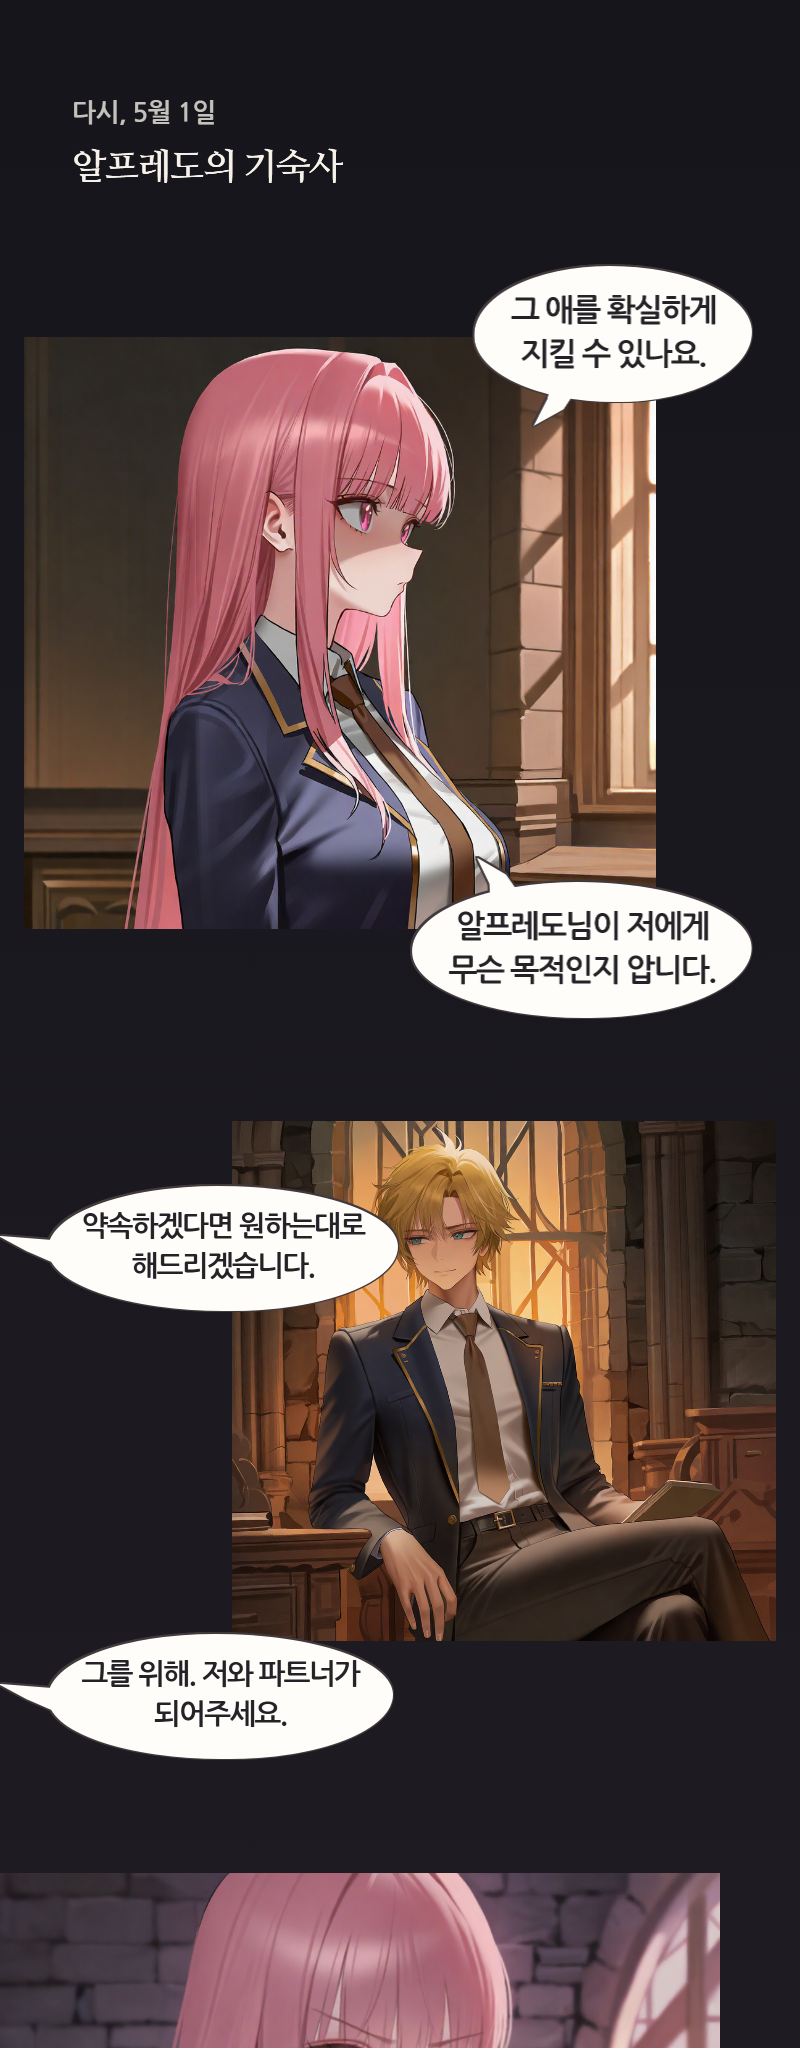 다시, 5월 1일
알프레도의 기숙사
그 애를 확실하게
지킬 수 있나요.
알프레도님이 저에게
무슨 목적인지 압니다.
약속하겠다면 원하는대로
해드리겠습니다.
그를 위해. 저와 파트너가
되어주세요.